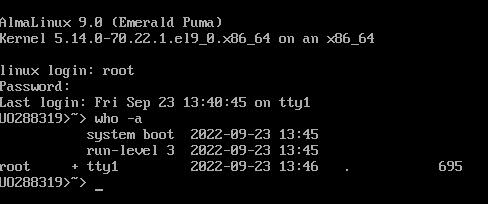 AlmaLinux 9.0 (Emerald Puma)
Kernel 5.14.0-70.22.1.el9_0.x86_64 on an x86_64
linux login: root
Password:
Last login: Fri Sep 23 13:40:45 on tty1
UO288319>~> who -a
system boot 2022-09-23 13:45
run-level 3 2022-09-23 13:45
root + tty1 2022-09-23 13:46 . 695
UO288319>~> _